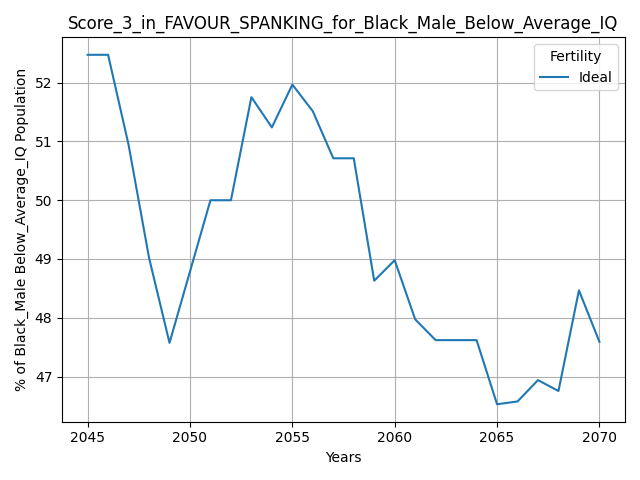 Score_3_in_FAVOUR_SPANKING_for_Black_Male_Below_Average_IQ
Fertility
Ideal
% of Black_Male Below_Average_IQ Population
52
51
50
49
48
47
2045
2050
2055
2060
2065
2070
Years